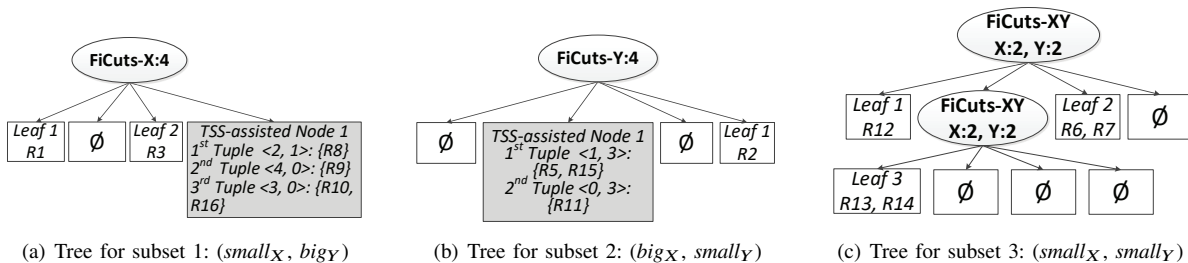 FiCuts-X:4
Leaf 1
R1
Ø
Leaf 2
R3
TSS-assisted Node 1
1st Tuple <2, 1>: {R8}
2nd Tuple <4, 0>: {R9}
3rd Tuple <3, 0>: {R10,
R16}
(a) Tree for subset 1: (smallX, bigY)
FiCuts-Y:4
Ø
TSS-assisted Node 1
1st Tuple <1, 3>:
{R5, R15}
2nd Tuple <0, 3>:
{R11}
Ø
Leaf 1
R2
(b) Tree for subset 2: (bigX, smallY)
FiCuts-XY
X:2, Y:2
Leaf 1
R12
FiCuts-XY
X:2, Y:2
Leaf 2
R6, R7
Ø
Leaf 3
R13, R14
Ø
Ø
Ø
(c) Tree for subset 3: (smallX, smallY)